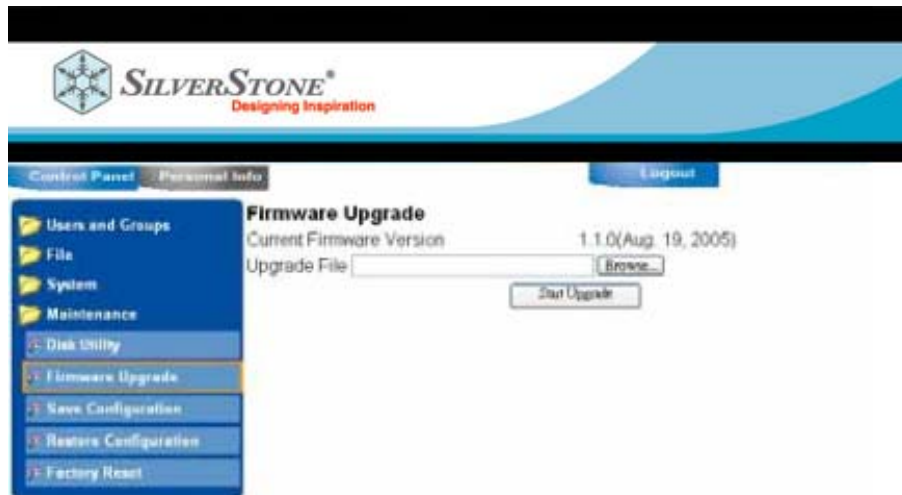 SILVERSTONE®
Designing Inspiration
Control Panel Personal Info Logout
Users and Groups
File
System
Maintenance
Disk Utility
Firmware Upgrade
Save Configuration
Restore Configuration
Factory Reset
Firmware Upgrade
Current Firmware Version 1.1.0(Aug. 19, 2005)
Upgrade File Browse...
Start Upgrade